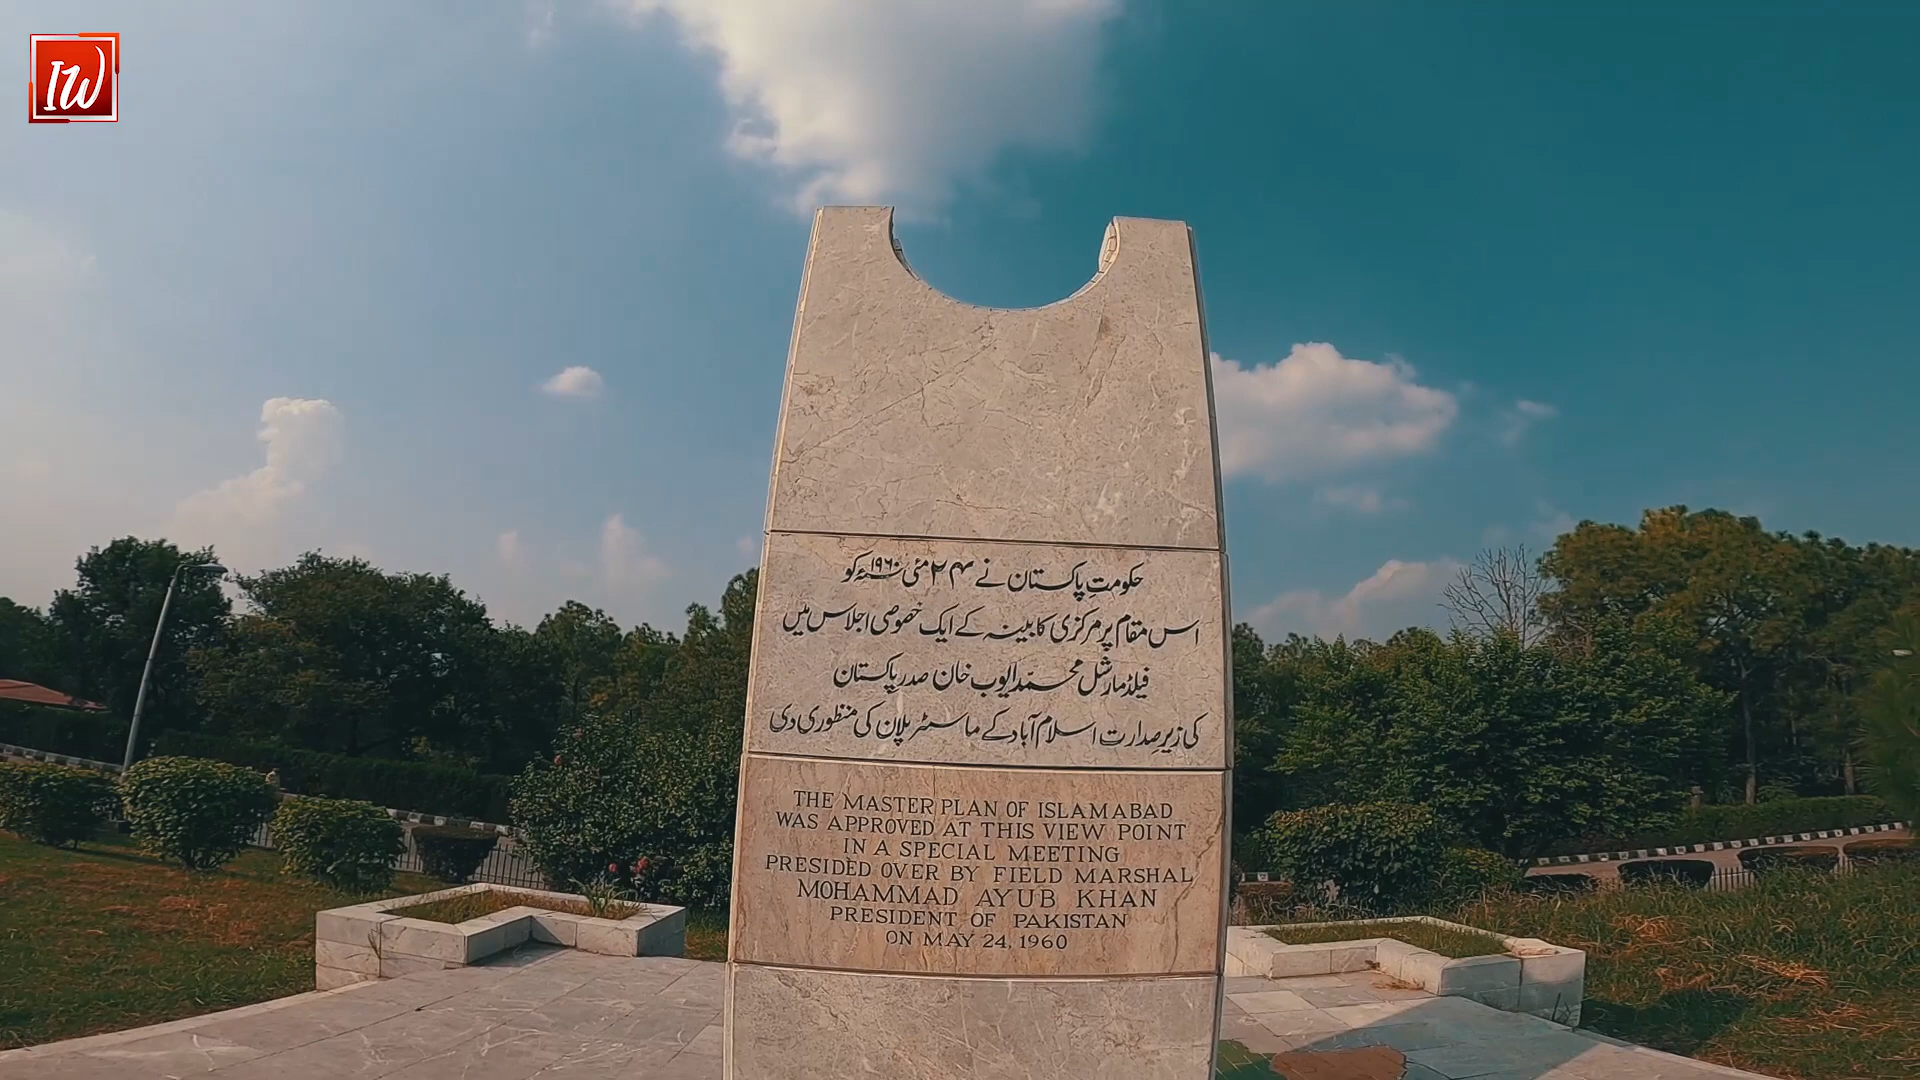 IW
حکومتِ پاکستان نے ۲۴ مئی ۱۹۶۰ء کو
اس مقام پر مرکزی کابینہ کے ایک خصوصی اجلاس میں
فیلڈ مارشل محمّد ایوب خان صدرِ پاکستان
کی زیرِ صدارت اسلام آباد کے ماسٹر پلان کی منظوری دی
THE MASTER PLAN OF ISLAMABAD
WAS APPROVED AT THIS VIEW POINT
IN A SPECIAL MEETING
PRESIDED OVER BY FIELD MARSHAL
MOHAMMAD AYUB KHAN
PRESIDENT OF PAKISTAN
ON MAY 24, 1960